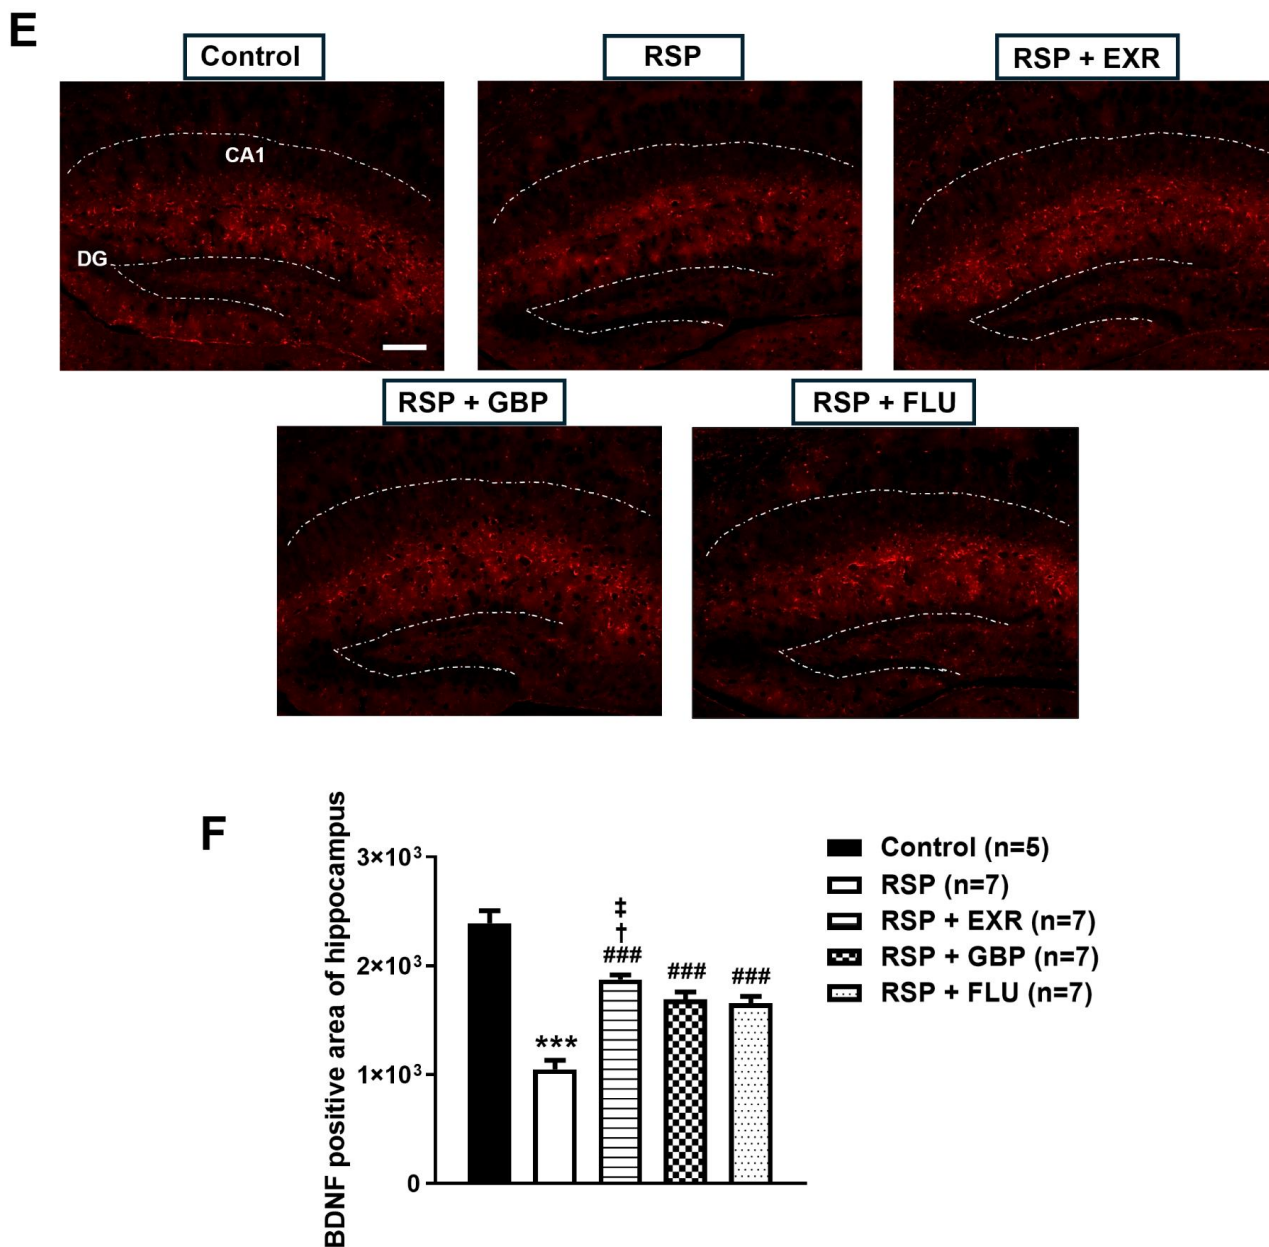 E
Control
RSP
RSP + EXR
CA1
DG
RSP + GBP
RSP + FLU
F
BDNF positive area of hippocampus
3×10³
2×10³
1×10³
0
***
‡
†
###
###
###
Control (n=5)
RSP (n=7)
RSP + EXR (n=7)
RSP + GBP (n=7)
RSP + FLU (n=7)